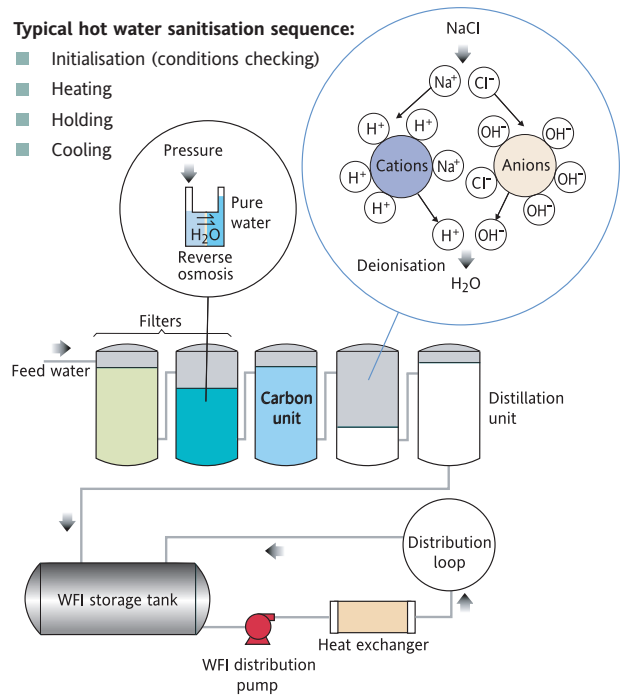 Typical hot water sanitisation sequence:
Initialisation (conditions checking)
Heating
Holding
Cooling
NaCl
Na⁺
Cl⁻
H⁺
H⁺
OH⁻
OH⁻
H⁺
Cations
Na⁺
Cl⁻
Anions
OH⁻
H⁺
OH⁻
H⁺
OH⁻
Deionisation
H₂O
Pressure
Pure
water
H₂O
Reverse
osmosis
Filters
Feed water
Carbon
unit
Distillation
unit
Distribution
loop
WFI storage tank
Heat exchanger
WFI distribution
pump